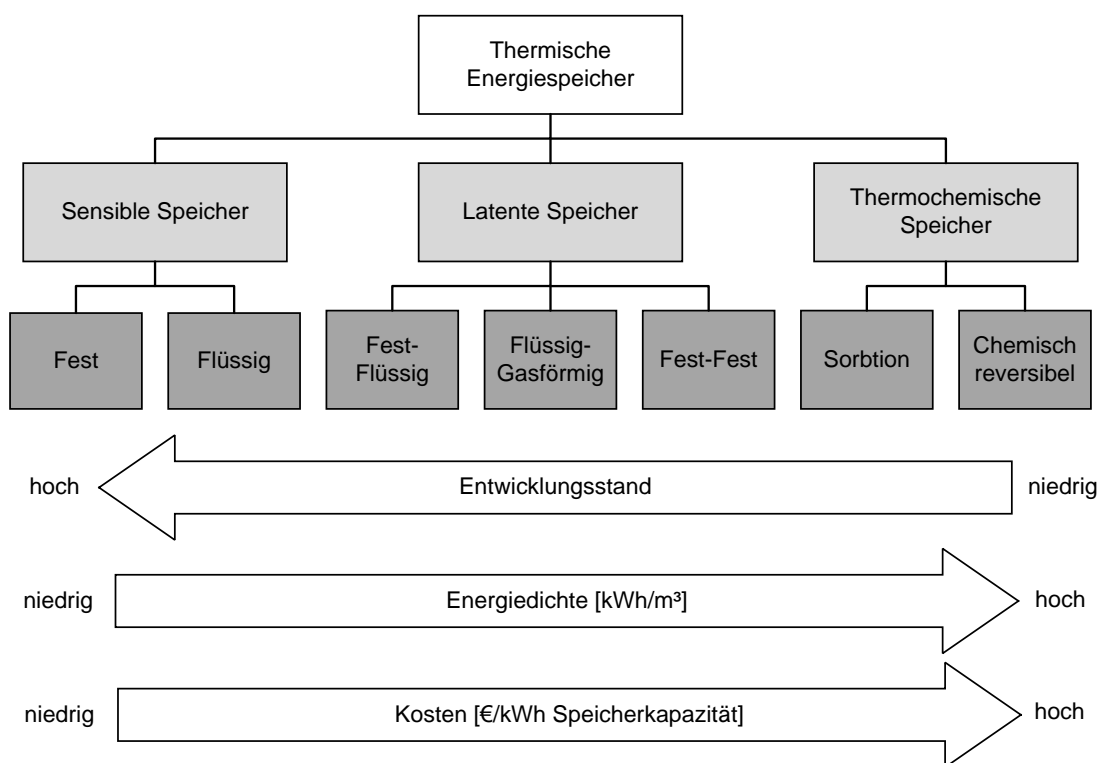 Thermische
Energiespeicher
Sensible Speicher
Latente Speicher
Thermochemische
Speicher
Fest
Flüssig
Fest-
Flüssig
Flüssig-
Gasförmig
Fest-Fest
Sorbtion
Chemisch
reversibel
hoch
Entwicklungsstand
niedrig
niedrig
Energiedichte [kWh/m³]
hoch
niedrig
Kosten [€/kWh Speicherkapazität]
hoch